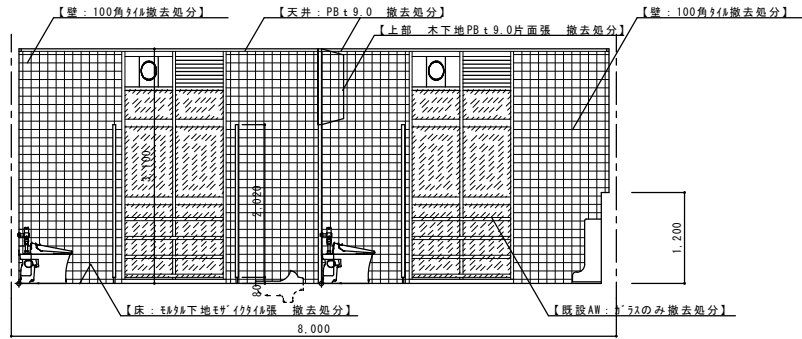 【壁：100角ﾀｲﾙ撤去処分】
【天井：PBｔ9.0　撤去処分】
【壁：100角ﾀｲﾙ撤去処分】
【上部　木下地PBｔ9.0片面張　撤去処分】
3,100
2,020
80
1,200
【床：ﾓﾙﾀﾙ下地ﾓｻﾞｲｸﾀｲﾙ張　撤去処分】
【既設AW：ｶﾞﾗｽのみ撤去処分】
8,000